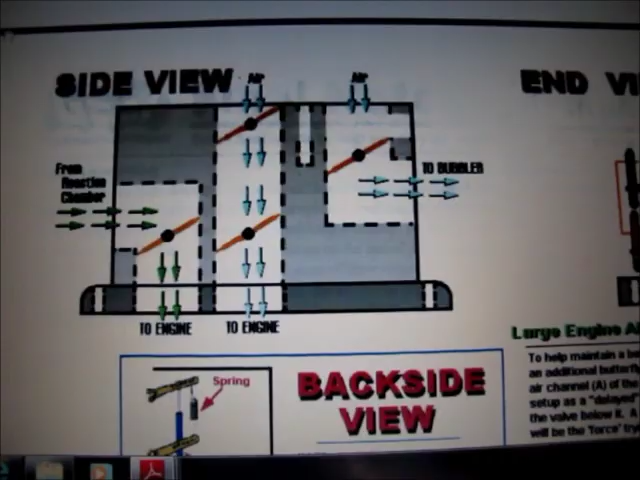 SIDE VIEW
Air
Air
END VI
From
Reaction
Chamber
TO BUBBLER
TO ENGINE
TO ENGINE
Large Engine A
To help maintain a b
an additional butterfl
air channel (A) of the
setup as a "delayed"
the valve below it. A
will be the 'force' try
Spring
BACKSIDE
VIEW